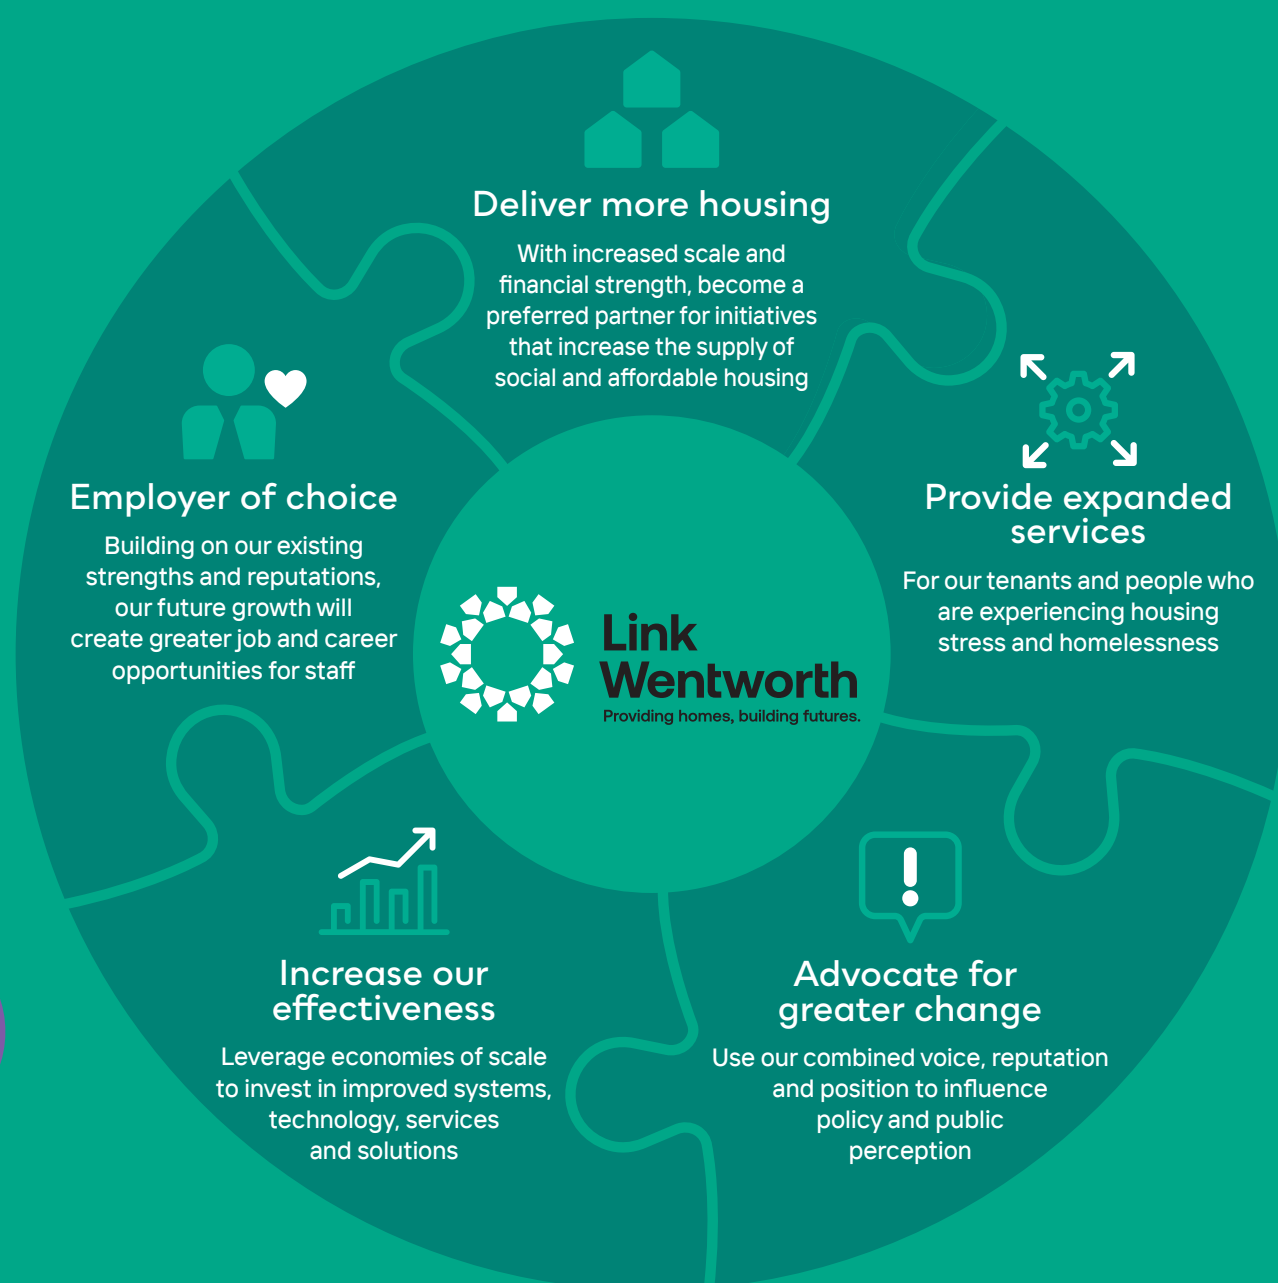 Deliver more housing
With increased scale and
financial strength, become a
preferred partner for initiatives
that increase the supply of
social and affordable housing
Provide expanded
services
For our tenants and people who
are experiencing housing
stress and homelessness
Advocate for
greater change
Use our combined voice, reputation
and position to influence
policy and public
perception
Increase our
effectiveness
Leverage economies of scale
to invest in improved systems,
technology, services
and solutions
Employer of choice
Building on our existing
strengths and reputations,
our future growth will
create greater job and career
opportunities for staff
Link
Wentworth
Providing homes, building futures.